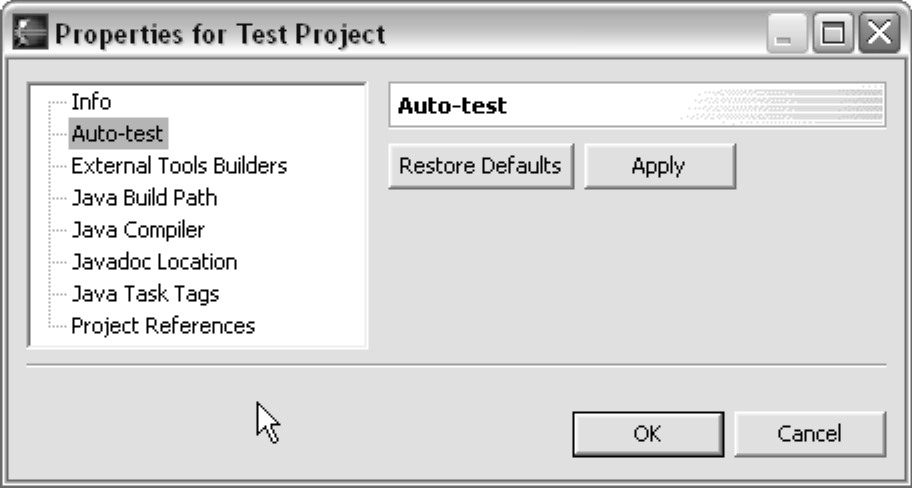 Properties for Test Project
Info
Auto-test
External Tools Builders
Java Build Path
Java Compiler
Javadoc Location
Java Task Tags
Project References
Auto-test
Restore Defaults
Apply
OK
Cancel